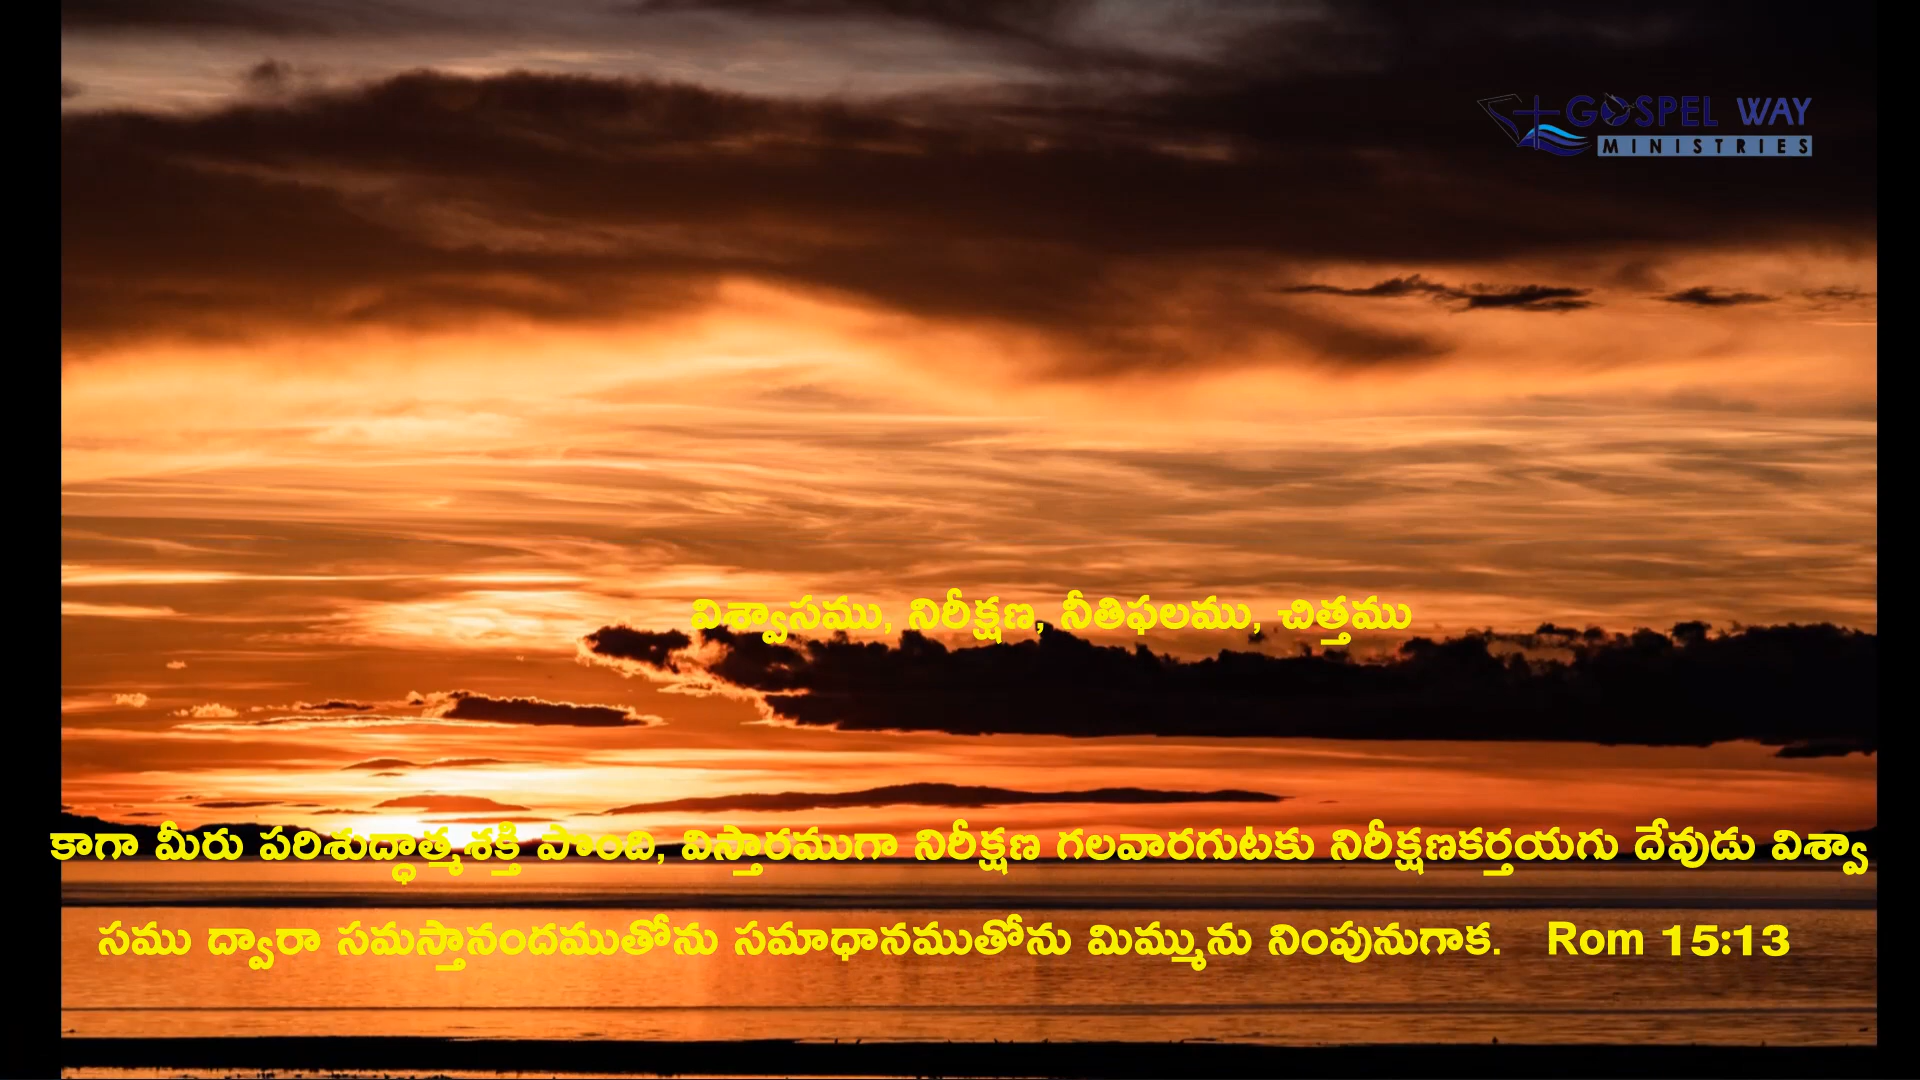 GOSPEL WAY
MINISTRIES
విశ్వాసము, నిరీక్షణ, నీతిఫలము, చిత్తము
కాగా మీరు పరిశుద్ధాత్మశక్తి పొంది, విస్తారముగా నిరీక్షణ గలవారగుటకు నిరీక్షణకర్తయగు దేవుడు విశ్వా
సము ద్వారా సమస్తానందముతోను సమాధానముతోను మిమ్మును నింపునుగాక. Rom 15:13